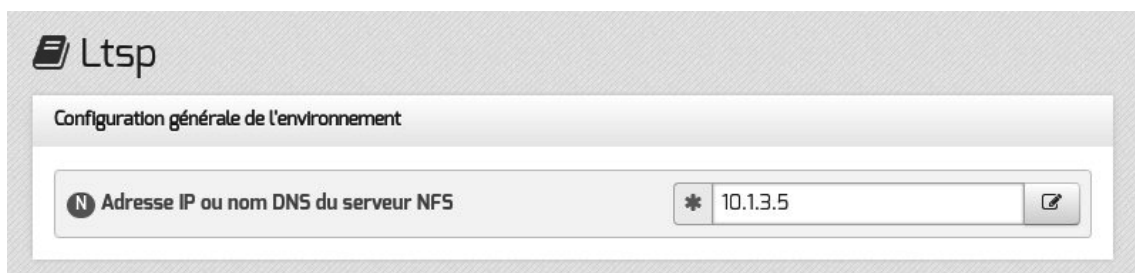 Ltsp
Configuration générale de l'environnement
N Adresse IP ou nom DNS du serveur NFS
* 10.1.3.5